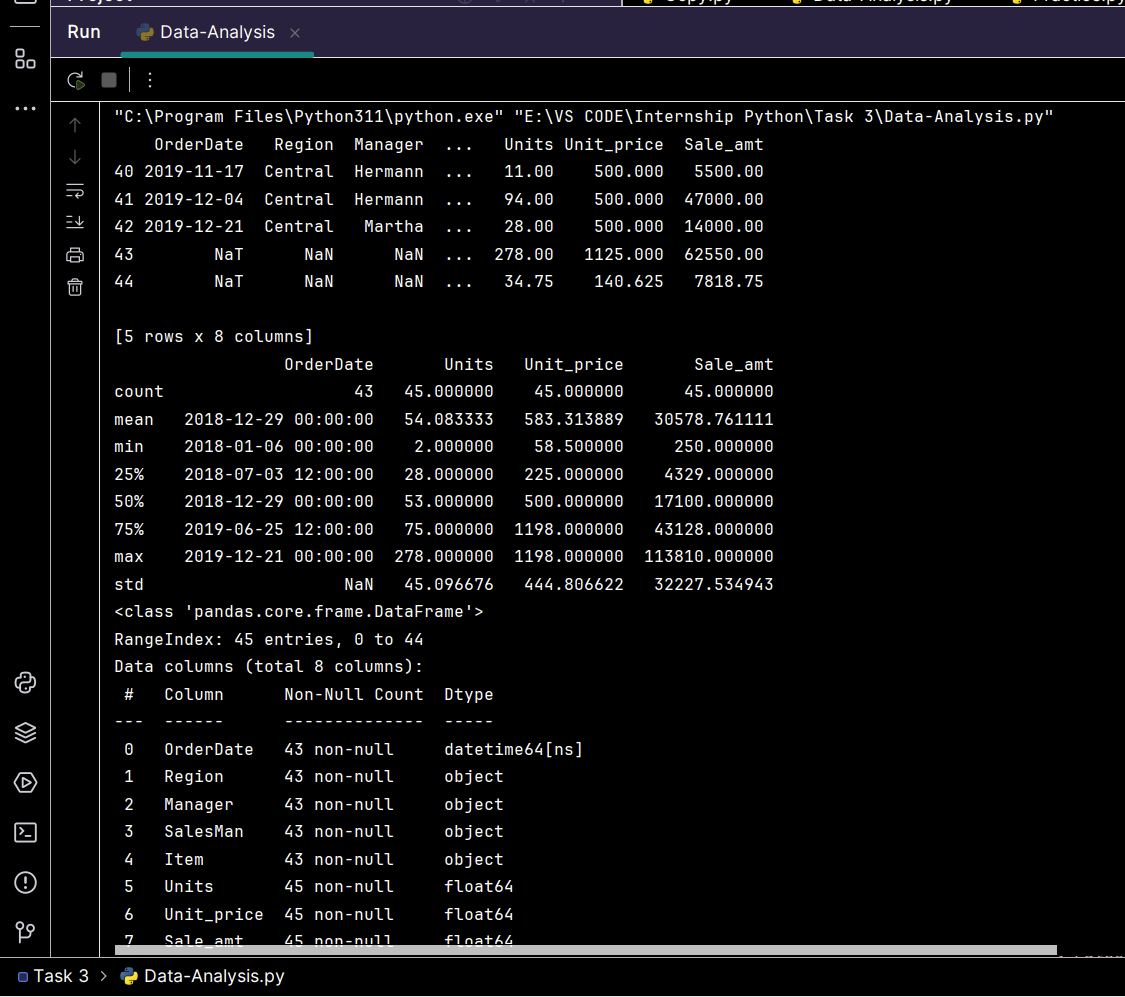 Run Data-Analysis
"C:\Program Files\Python311\python.exe" "E:\VS CODE\Internship Python\Task 3\Data-Analysis.py"
    OrderDate   Region  Manager  ...   Units Unit_price  Sale_amt
40 2019-11-17  Central  Hermann  ...   11.00    500.000   5500.00
41 2019-12-04  Central  Hermann  ...   94.00    500.000  47000.00
42 2019-12-21  Central   Martha  ...   28.00    500.000  14000.00
43        NaT      NaN      NaN  ...  278.00   1125.000  62550.00
44        NaT      NaN      NaN  ...   34.75    140.625   7818.75
[5 rows x 8 columns]
                 OrderDate       Units   Unit_price       Sale_amt
count                   43   45.000000    45.000000      45.000000
mean   2018-12-29 00:00:00   54.083333   583.313889   30578.761111
min    2018-01-06 00:00:00    2.000000    58.500000     250.000000
25%    2018-07-03 12:00:00   28.000000   225.000000    4329.000000
50%    2018-12-29 00:00:00   53.000000   500.000000   17100.000000
75%    2019-06-25 12:00:00   75.000000  1198.000000   43128.000000
max    2019-12-21 00:00:00  278.000000  1198.000000  113810.000000
std                    NaN   45.096676   444.806622   32227.534943
<class 'pandas.core.frame.DataFrame'>
RangeIndex: 45 entries, 0 to 44
Data columns (total 8 columns):
 #   Column      Non-Null Count  Dtype
---  ------      --------------  -----
 0   OrderDate   43 non-null     datetime64[ns]
 1   Region      43 non-null     object
 2   Manager     43 non-null     object
 3   SalesMan    43 non-null     object
 4   Item        43 non-null     object
 5   Units       45 non-null     float64
 6   Unit_price  45 non-null     float64
 7   Sale_amt    45 non-null     float64
Task 3 > Data-Analysis.py